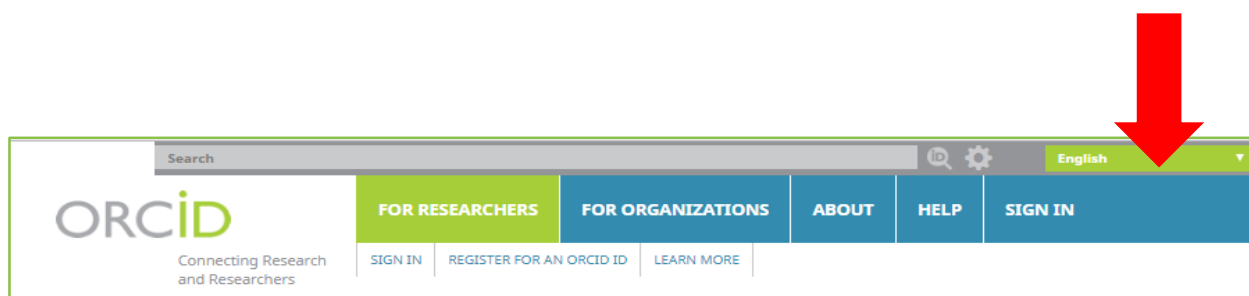 Search
iD
English
ORCiD
Connecting Research
and Researchers
FOR RESEARCHERS
FOR ORGANIZATIONS
ABOUT
HELP
SIGN IN
SIGN IN
REGISTER FOR AN ORCID ID
LEARN MORE